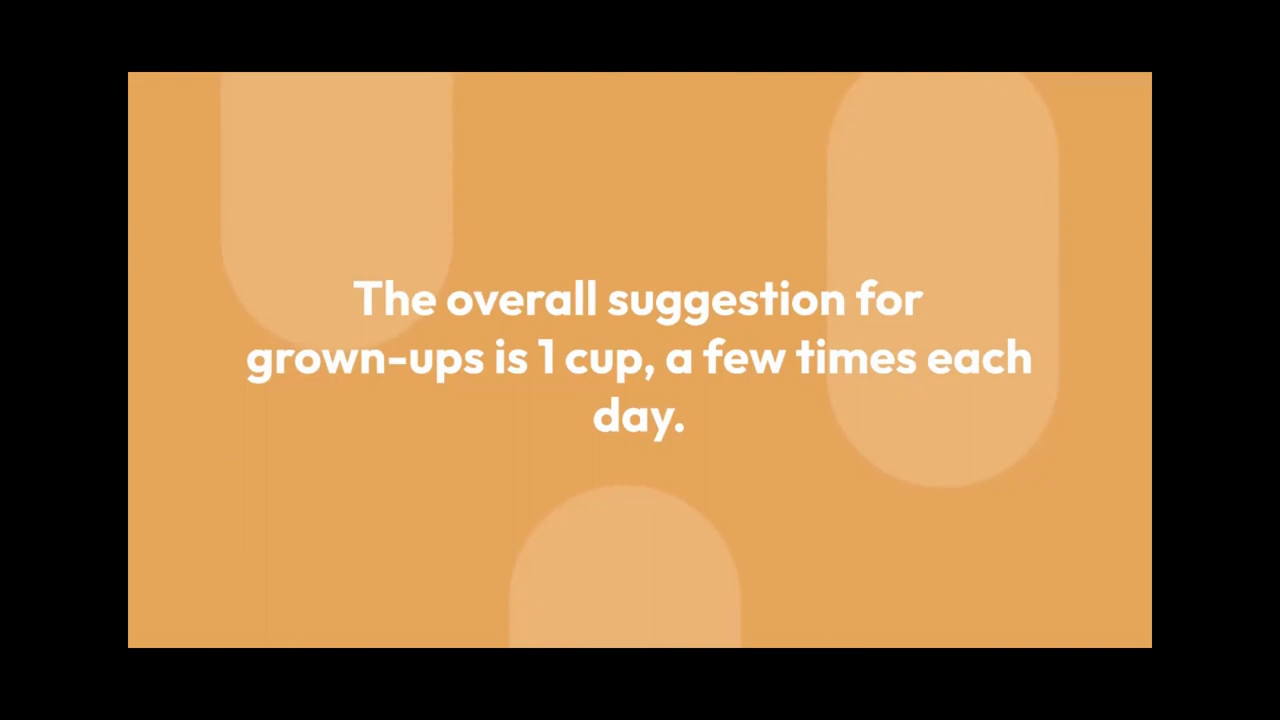 The overall suggestion for
grown-ups is 1 cup, a few times each
day.